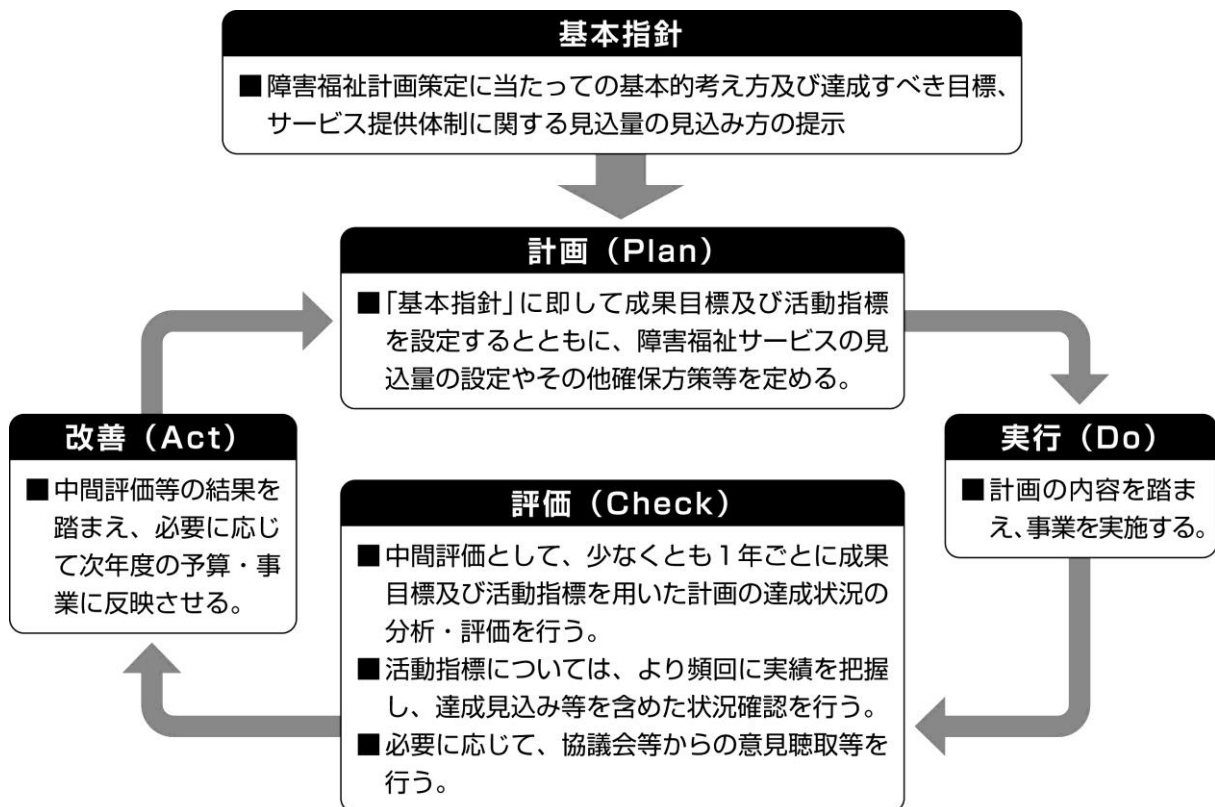 基本指針
■障害福祉計画策定に当たっての基本的考え方及び達成すべき目標、
サービス提供体制に関する見込量の見込み方の提示
計画（Plan）
■「基本指針」に即して成果目標及び活動指標
を設定するとともに、障害福祉サービスの見
込量の設定やその他確保方策等を定める。
実行（Do）
■計画の内容を踏ま
え、事業を実施する。
評価（Check）
■中間評価として、少なくとも１年ごとに成果
目標及び活動指標を用いた計画の達成状況の
分析・評価を行う。
■活動指標については、より頻回に実績を把握
し、達成見込み等を含めた状況確認を行う。
■必要に応じて、協議会等からの意見聴取等を
行う。
改善（Act）
■中間評価等の結果を
踏まえ、必要に応じ
て次年度の予算・事
業に反映させる。